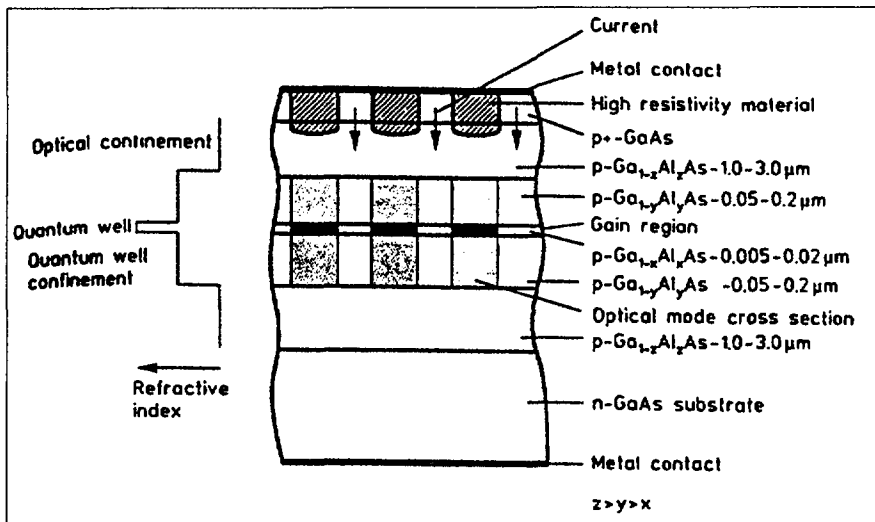 Current
Metal contact
High resistivity material
p+-GaAs
p-Ga₁₋zAlzAs-1.0-3.0µm
p-Ga₁₋yAlyAs-0.05-0.2µm
Gain region
p-Ga₁₋xAlxAs-0.005-0.02µm
p-Ga₁₋yAlyAs -0.05-0.2µm
Optical mode cross section
p-Ga₁₋zAlzAs-1.0-3.0µm
n-GaAs substrate
Metal contact
z>y>x
Optical confinement
Quantum well
Quantum well
confinement
Refractive
index